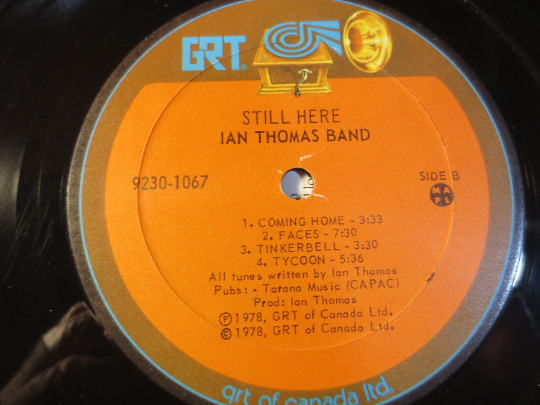 GRT
STILL HERE
IAN THOMAS BAND
9230-1067
SIDE B
MAPL
1. COMING HOME - 3:33
2. FACES - 7:30
3. TINKERBELL - 3:30
4. TYCOON - 5:36
All tunes written by Ian Thomas
Pubs: - Tarana Music (CAPAC)
Prod: Ian Thomas
Ⓟ1978, GRT of Canada Ltd.
©1978, GRT of Canada Ltd.
grt of canada ltd.